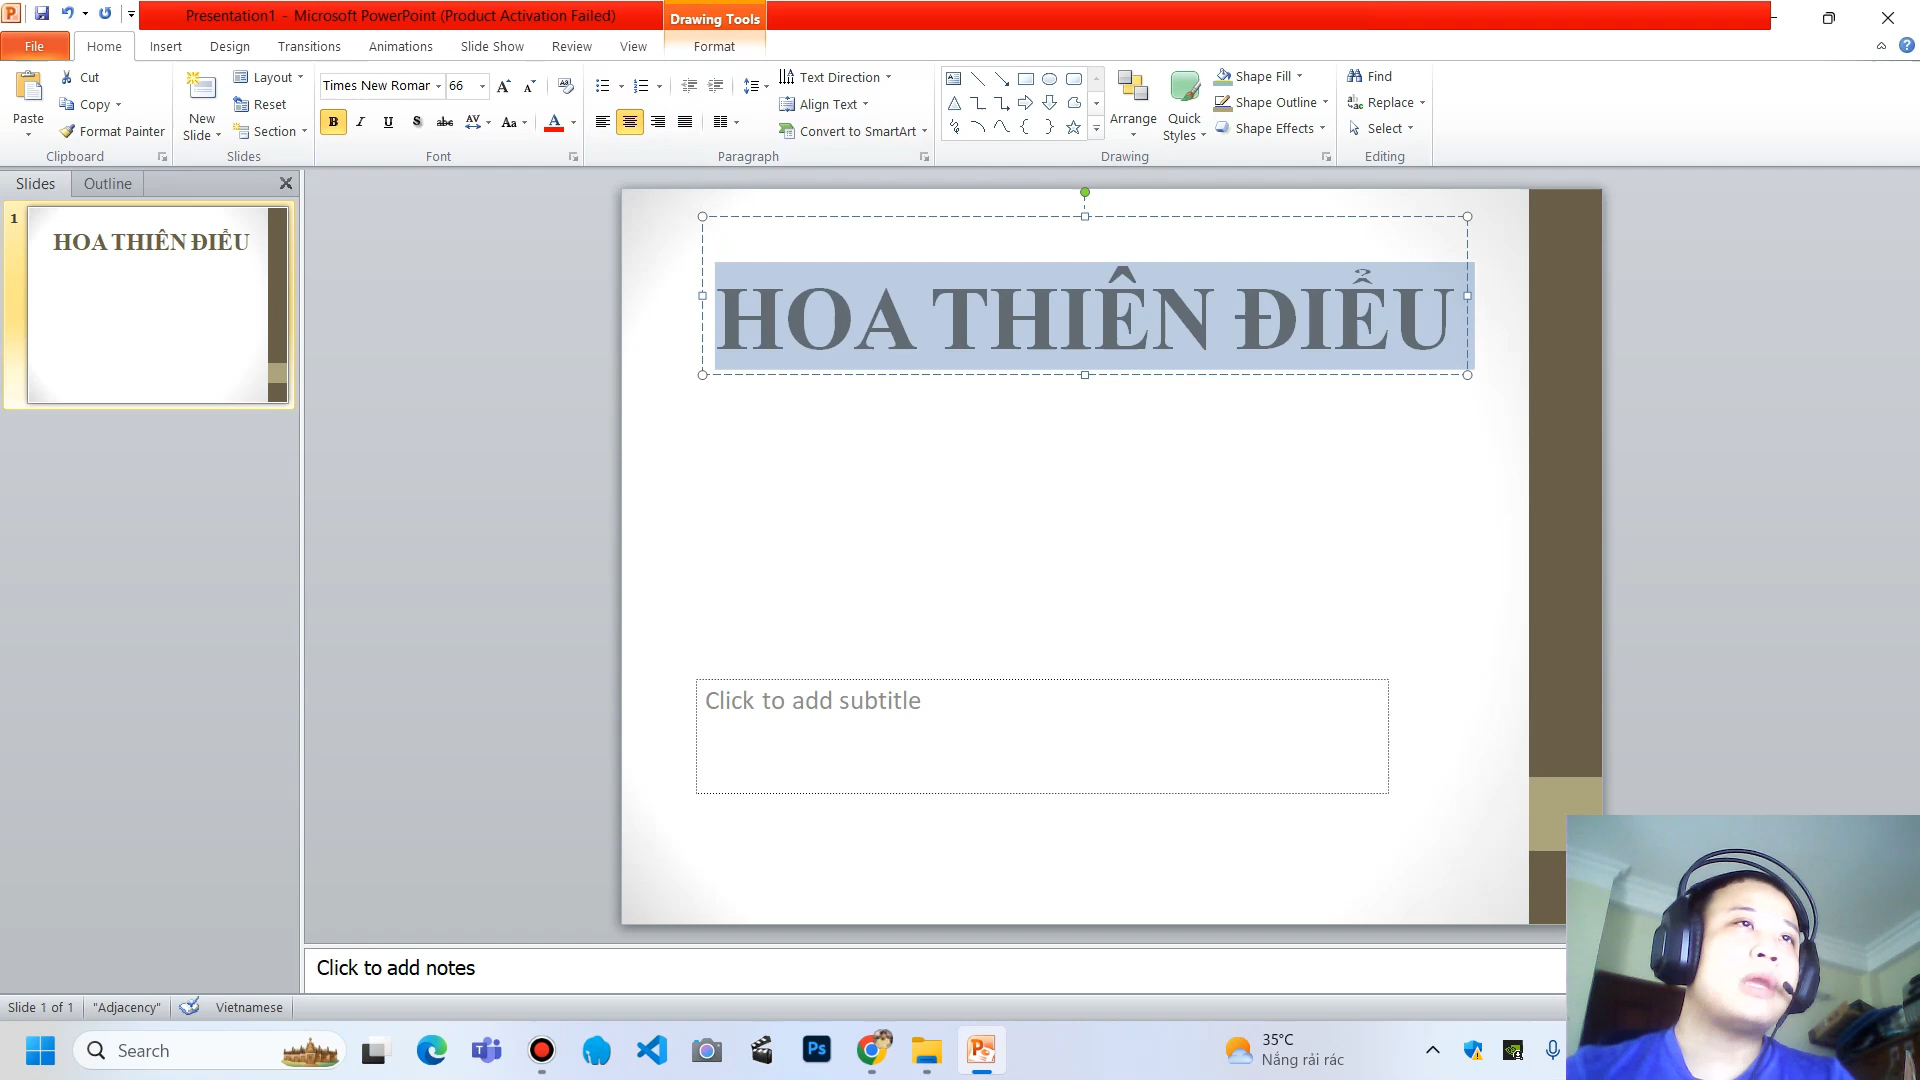 Presentation1 - Microsoft PowerPoint (Product Activation Failed)
Drawing Tools
File Home Insert Design Transitions Animations Slide Show Review View Format
Paste
Cut
Copy
Format Painter
Clipboard
New Slide
Layout
Reset
Section
Slides
Times New Romar 66
B I U S abc AV Aa A
Font
Text Direction
Align Text
Convert to SmartArt
Paragraph
Arrange
Quick Styles
Shape Fill
Shape Outline
Shape Effects
Drawing
Find
Replace
Select
Editing
Slides Outline
1
HOA THIÊN ĐIỂU
HOA THIÊN ĐIỂU
Click to add subtitle
Click to add notes
Slide 1 of 1 "Adjacency" Vietnamese
Search
Ps
35°C
Nắng rải rác